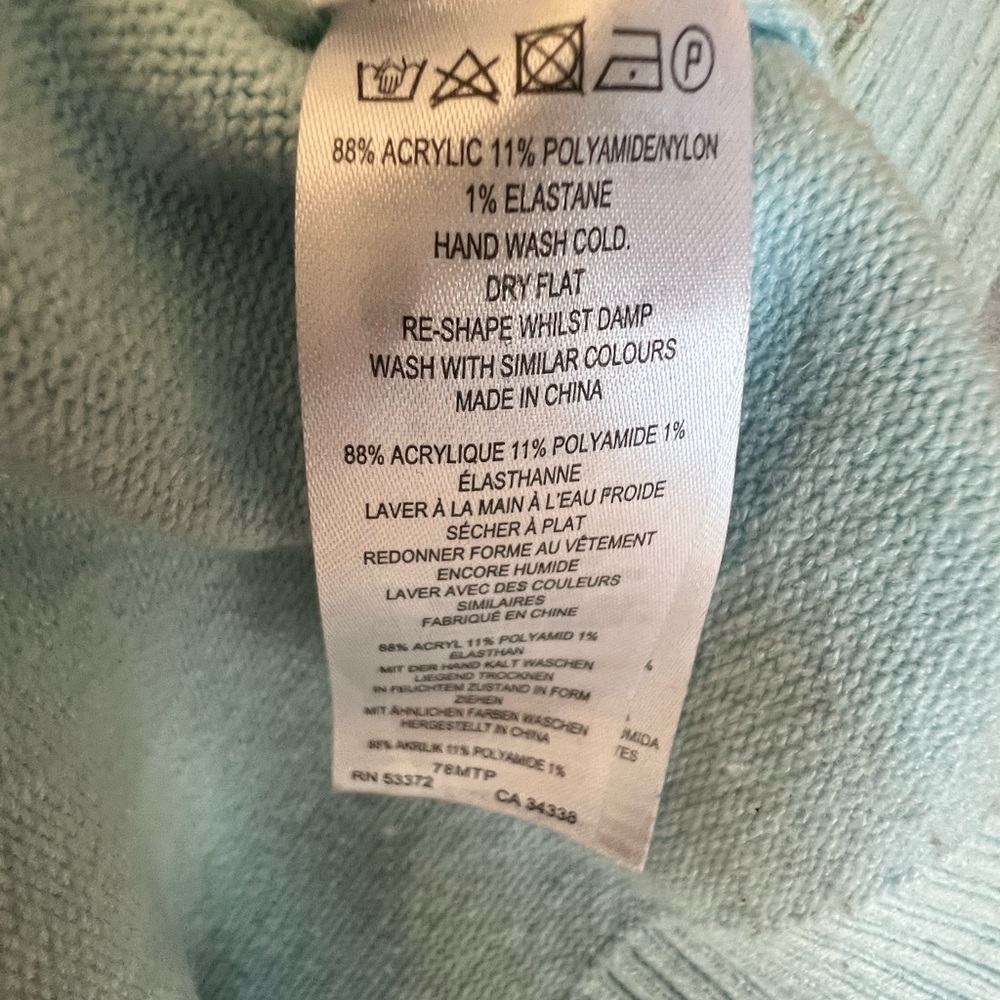 P
88% ACRYLIC 11% POLYAMIDE/NYLON
1% ELASTANE
HAND WASH COLD.
DRY FLAT
RE-SHAPE WHILST DAMP
WASH WITH SIMILAR COLOURS
MADE IN CHINA
88% ACRYLIQUE 11% POLYAMIDE 1%
ÉLASTHANNE
LAVER À LA MAIN À L'EAU FROIDE
SÉCHER À PLAT
REDONNER FORME AU VÊTEMENT
ENCORE HUMIDE
LAVER AVEC DES COULEURS
SIMILAIRES
FABRIQUÉ EN CHINE
88% ACRYL 11% POLYAMID 1%
ELASTHAN
MIT DER HAND KALT WASCHEN
LIEGEND TROCKNEN
IN FEUCHTEM ZUSTAND IN FORM
ZIEHEN
MIT ÄHNLICHEN FARBEN WASCHEN
HERGESTELLT IN CHINA
88% AKRILIK 11% POLYAMIDE 1%
78MTP
RN 53372
CA 34338